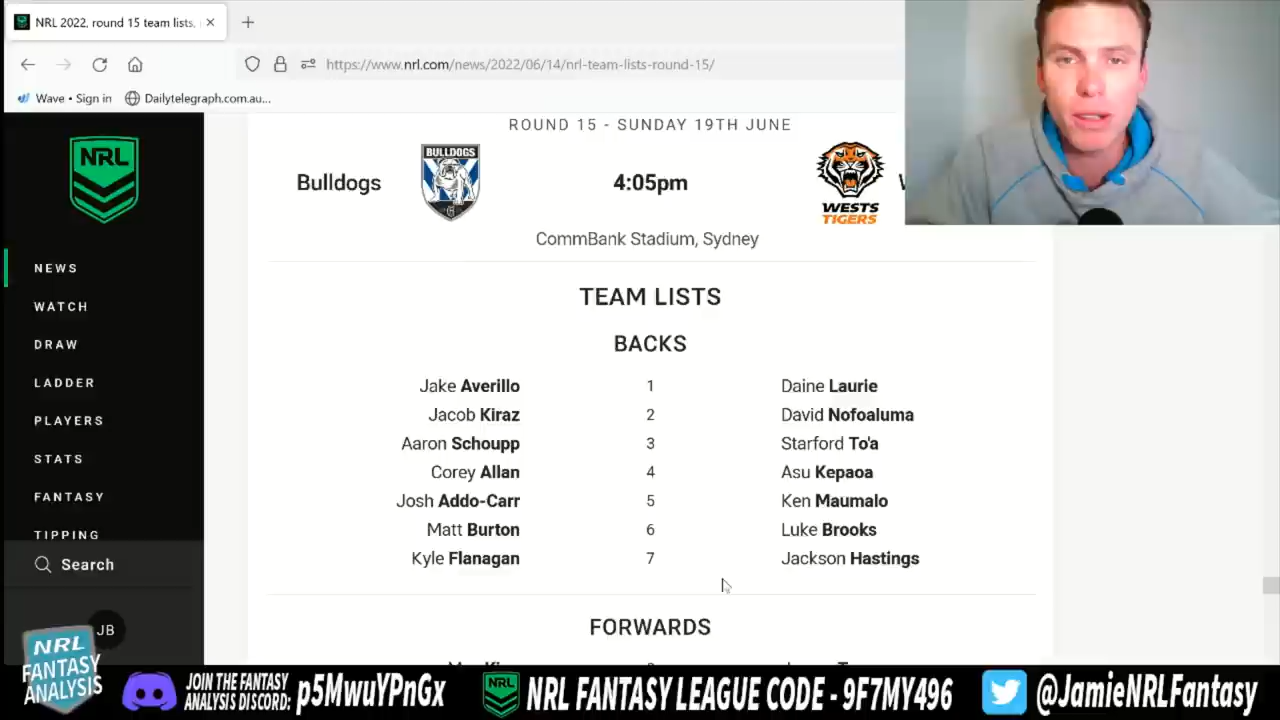 NRL 2022, round 15 team lists,
https://www.nrl.com/news/2022/06/14/nrl-team-lists-round-15/
Wave • Sign in
Dailytelegraph.com.au...
NRL
NEWS
WATCH
DRAW
LADDER
PLAYERS
STATS
FANTASY
TIPPING
Search
JB
ROUND 15 - SUNDAY 19TH JUNE
Bulldogs
BULLDOGS
4:05pm
WESTS
TIGERS
CommBank Stadium, Sydney
TEAM LISTS
BACKS
Jake Averillo 1 Daine Laurie
Jacob Kiraz 2 David Nofoaluma
Aaron Schoupp 3 Starford To'a
Corey Allan 4 Asu Kepaoa
Josh Addo-Carr 5 Ken Maumalo
Matt Burton 6 Luke Brooks
Kyle Flanagan 7 Jackson Hastings
FORWARDS
NRL
FANTASY
ANALYSIS
JOIN THE FANTASY
ANALYSIS DISCORD:
p5MwuYPnGx
NRL
NRL FANTASY LEAGUE CODE - 9F7MY496
@JamieNRLFantasy